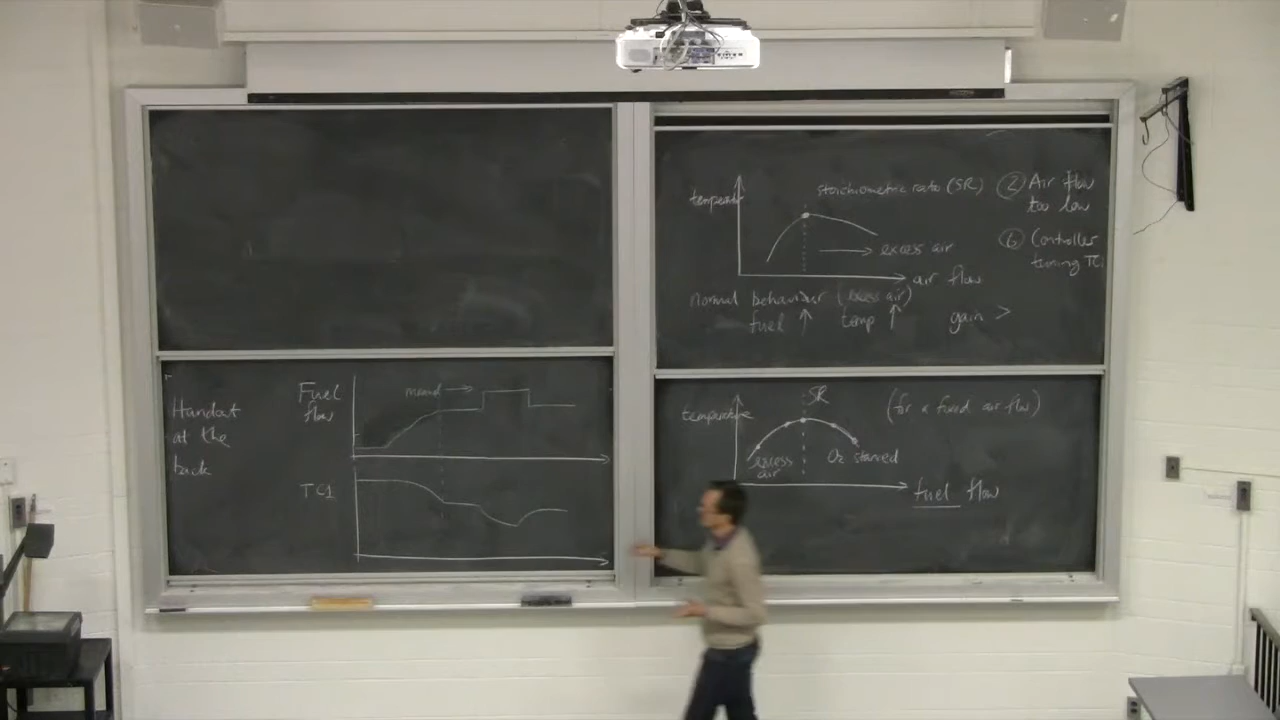 Handout
at the
back
Fuel
flow
manual
TC1
temperatur
stoichiometric ratio (SR)
excess air
air flow
② Air flow
too low
⑥ Controller
tuning TC
normal behaviour (excess air)
fuel ↑ temp ↑
gain >
temperature
SR
(for a fixed air flow)
excess
air
O2 starved
fuel flow